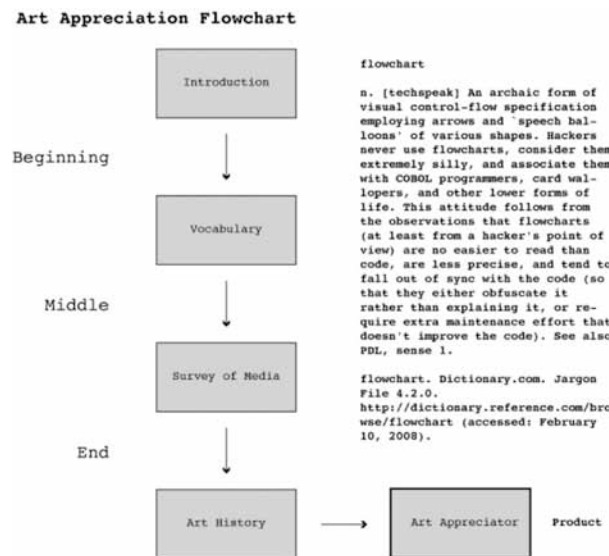 Art Appreciation Flowchart
Introduction
Beginning
Vocabulary
Middle
Survey of Media
End
Art History
Art Appreciator
Product
flowchart
n. [techspeak] An archaic form of
visual control-flow specification
employing arrows and `speech bal-
loons' of various shapes. Hackers
never use flowcharts, consider them
extremely silly, and associate them
with COBOL programmers, card wal-
lopers, and other lower forms of
life. This attitude follows from
the observations that flowcharts
(at least from a hacker's point of
view) are no easier to read than
code, are less precise, and tend to
fall out of sync with the code (so
that they either obfuscate it
rather than explaining it, or re-
quire extra maintenance effort that
doesn't improve the code). See also
PDL, sense 1.
flowchart. Dictionary.com. Jargon
File 4.2.0.
http://dictionary.reference.com/bro
wse/flowchart (accessed: February
10, 2008).